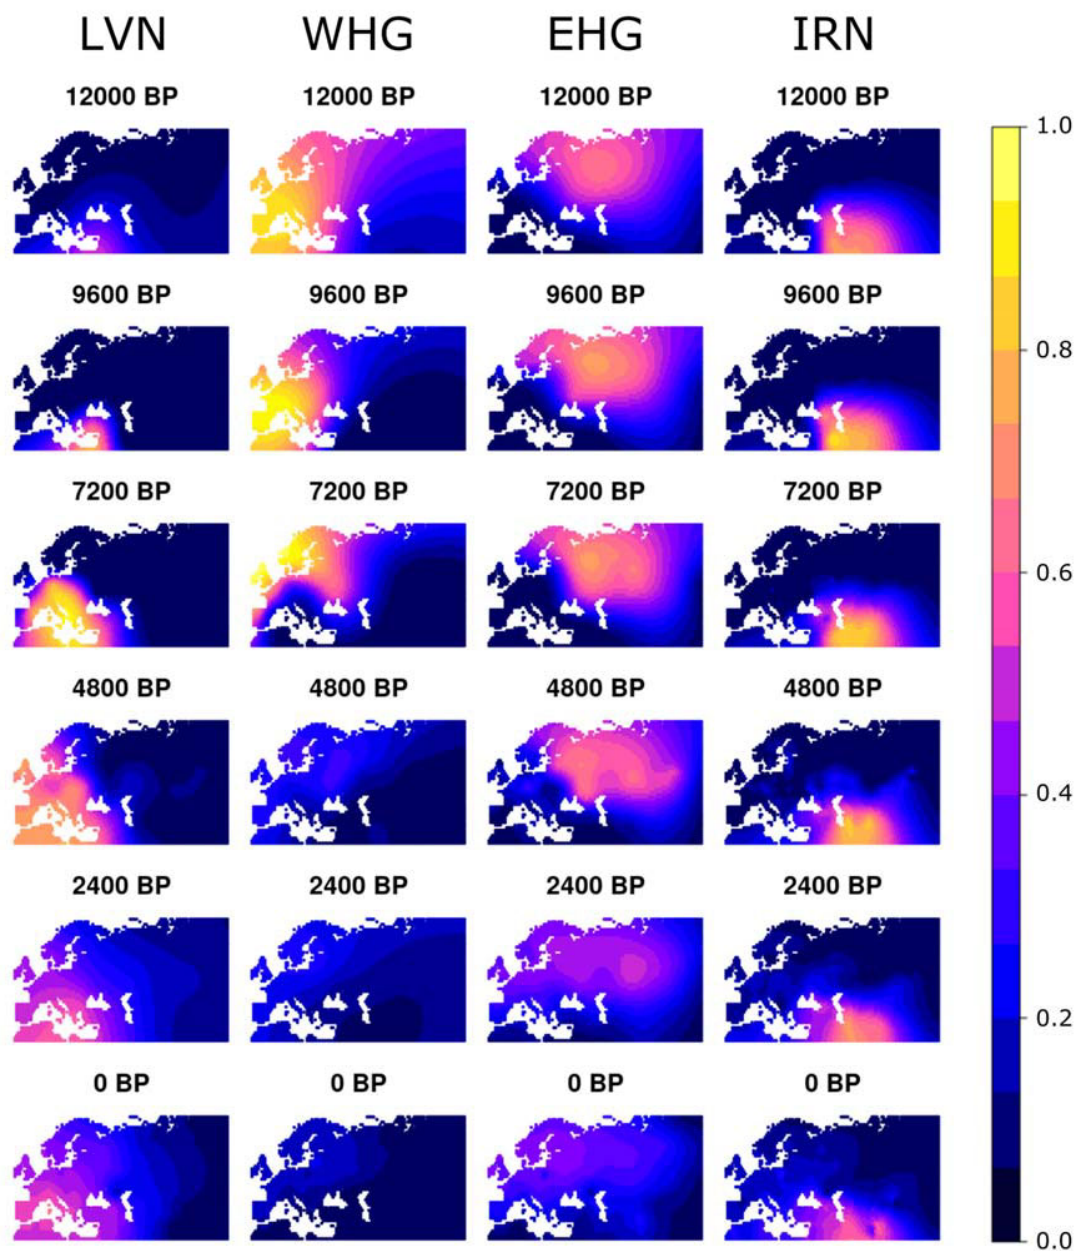 LVN WHG EHG IRN
12000 BP 12000 BP 12000 BP 12000 BP
1.0
9600 BP 9600 BP 9600 BP 9600 BP
0.8
7200 BP 7200 BP 7200 BP 7200 BP
0.6
4800 BP 4800 BP 4800 BP 4800 BP
0.4
2400 BP 2400 BP 2400 BP 2400 BP
0.2
0 BP 0 BP 0 BP 0 BP
0.0